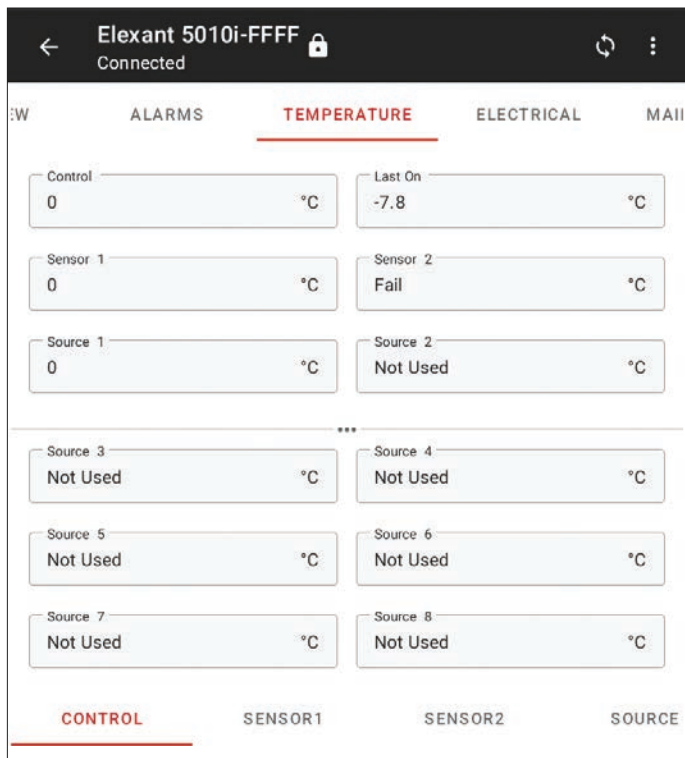 Elexant 5010i-FFFF
Connected
EW ALARMS TEMPERATURE ELECTRICAL MAII
Control Last On
0 °C -7.8 °C
Sensor 1 Sensor 2
0 °C Fail °C
Source 1 Source 2
0 °C Not Used °C
Source 3 Source 4
Not Used °C Not Used °C
Source 5 Source 6
Not Used °C Not Used °C
Source 7 Source 8
Not Used °C Not Used °C
CONTROL SENSOR1 SENSOR2 SOURCE